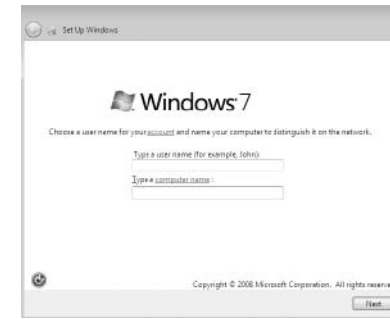 Set Up Windows
Windows 7
Choose a user name for your account and name your computer to distinguish it on the network.
Type a user name (for example, John)
Type a computer name :
Copyright © 2008 Microsoft Corporation. All rights reserve
Next